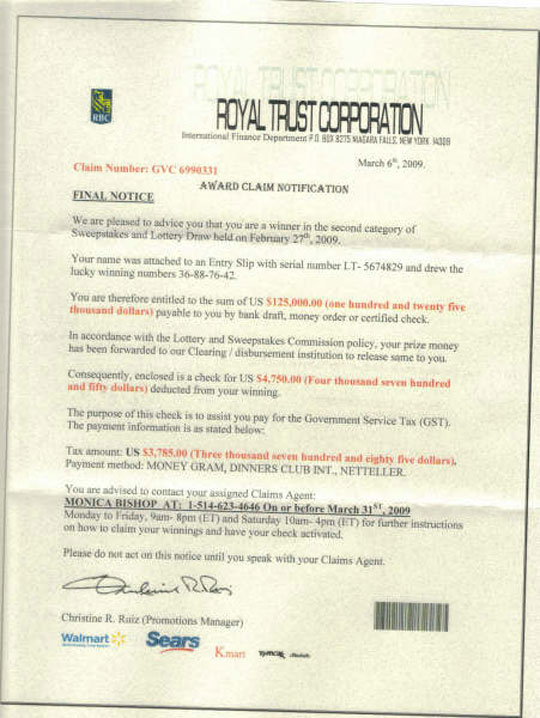 ROYAL TRUST CORPORATION
RBC
ROYAL TRUST CORPORATION
International Finance Department P.O. BOX 8275 NIAGARA FALLS, NEW YORK 14009
March 6th, 2009.
Claim Number: GVC 6990331
AWARD CLAIM NOTIFICATION
FINAL NOTICE
We are pleased to advice you that you are a winner in the second category of
Sweepstakes and Lottery Draw held on February 27th, 2009.
Your name was attached to an Entry Slip with serial number LT- 5674829 and drew the
lucky winning numbers 36-88-76-42.
You are therefore entitled to the sum of US $125,000.00 (one hundred and twenty five
thousand dollars) payable to you by bank draft, money order or certified check.
In accordance with the Lottery and Sweepstakes Commission policy, your prize money
has been forwarded to our Clearing / disbursement institution to release same to you.
Consequently, enclosed is a check for US $4,750.00 (Four thousand seven hundred
and fifty dollars) deducted from your winning.
The purpose of this check is to assist you pay for the Government Service Tax (GST).
The payment information is as stated below:
Tax amount: US $3,785.00 (Three thousand seven hundred and eighty five dollars).
Payment method: MONEY GRAM, DINNERS CLUB INT., NETTELLER.
You are advised to contact your assigned Claims Agent:
MONICA BISHOP AT: 1-514-623-4646 On or before March 31ST, 2009
Monday to Friday, 9am- 8pm (ET) and Saturday 10am- 4pm (ET) for further instructions
on how to claim your winnings and have your check activated.
Please do not act on this notice until you speak with your Claims Agent.
Christine R. Ruiz (Promotions Manager)
Walmart
Sears
Kmart